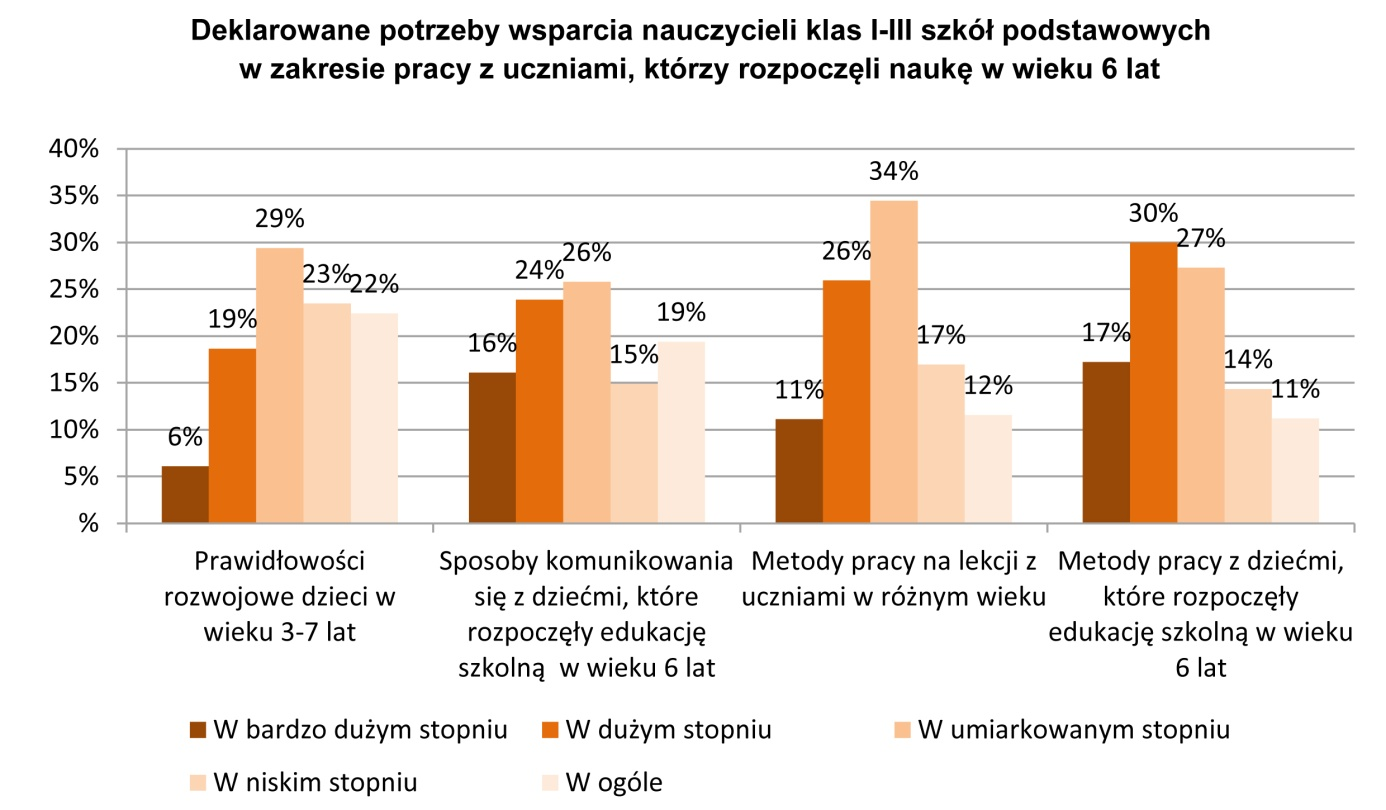 Deklarowane potrzeby wsparcia nauczycieli klas I-III szkół podstawowych
w zakresie pracy z uczniami, którzy rozpoczęli naukę w wieku 6 lat
40%
35%
30%
25%
20%
15%
10%
5%
%
6%
19%
29%
23%
22%
16%
24%
26%
15%
19%
11%
26%
34%
17%
12%
17%
30%
27%
14%
11%
Prawidłowości
rozwojowe dzieci w
wieku 3-7 lat
Sposoby komunikowania
się z dziećmi, które
rozpoczęły edukację
szkolną w wieku 6 lat
Metody pracy na lekcji z
uczniami w różnym wieku
Metody pracy z dziećmi,
które rozpoczęły
edukację szkolną w wieku
6 lat
W bardzo dużym stopniu
W dużym stopniu
W umiarkowanym stopniu
W niskim stopniu
W ogóle